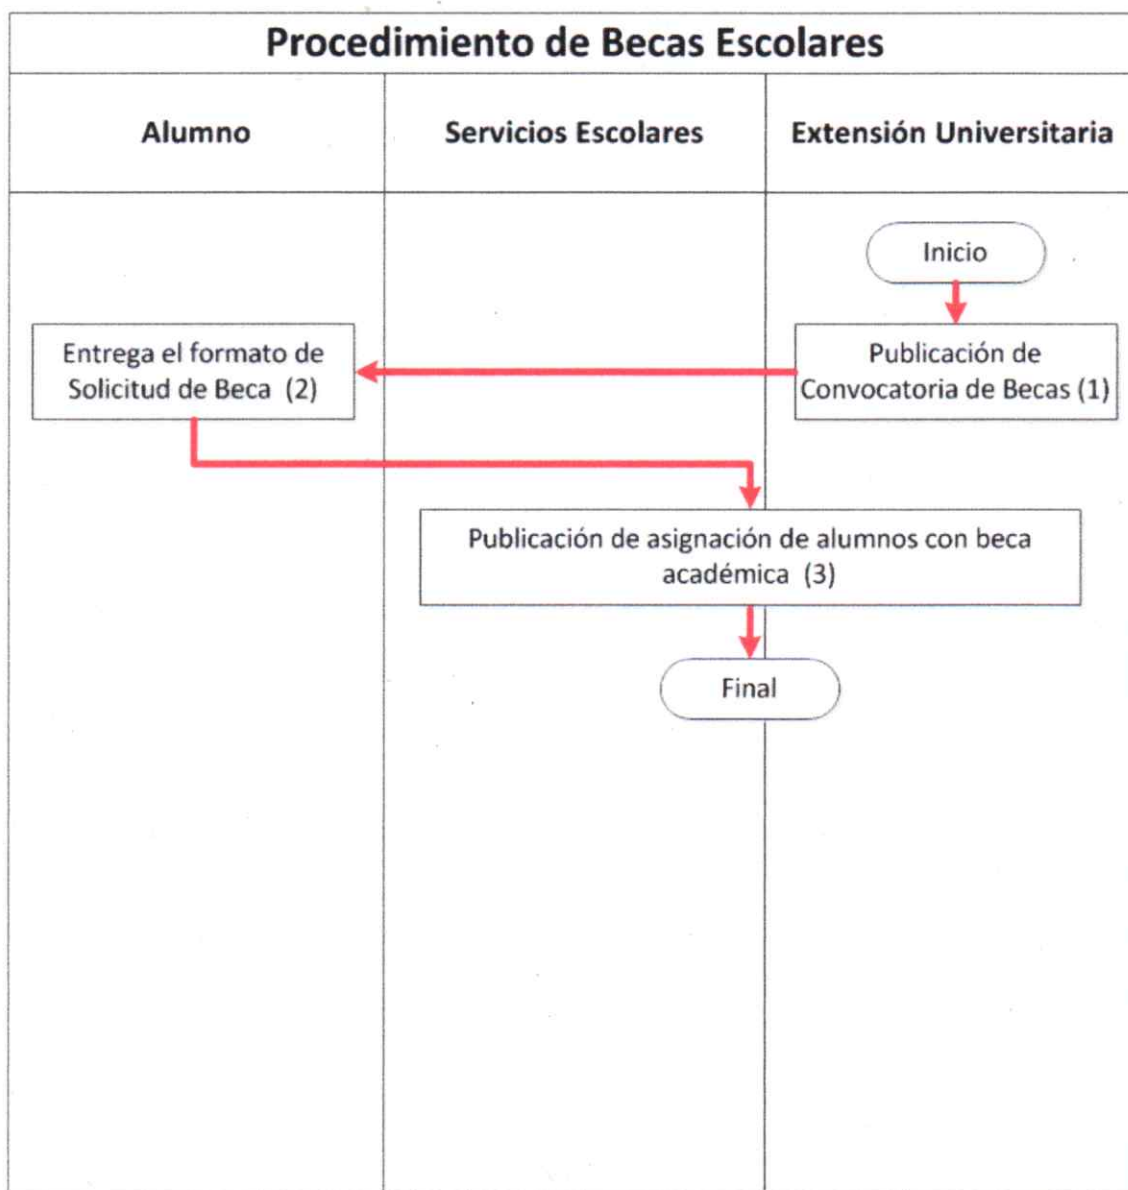 Procedimiento de Becas Escolares
Alumno
Servicios Escolares
Extensión Universitaria
Inicio
Publicación de
Convocatoria de Becas (1)
Entrega el formato de
Solicitud de Beca (2)
Publicación de asignación de alumnos con beca
académica (3)
Final